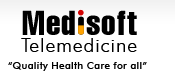 Medisoft
Telemedicine
“Quality Health Care for all”